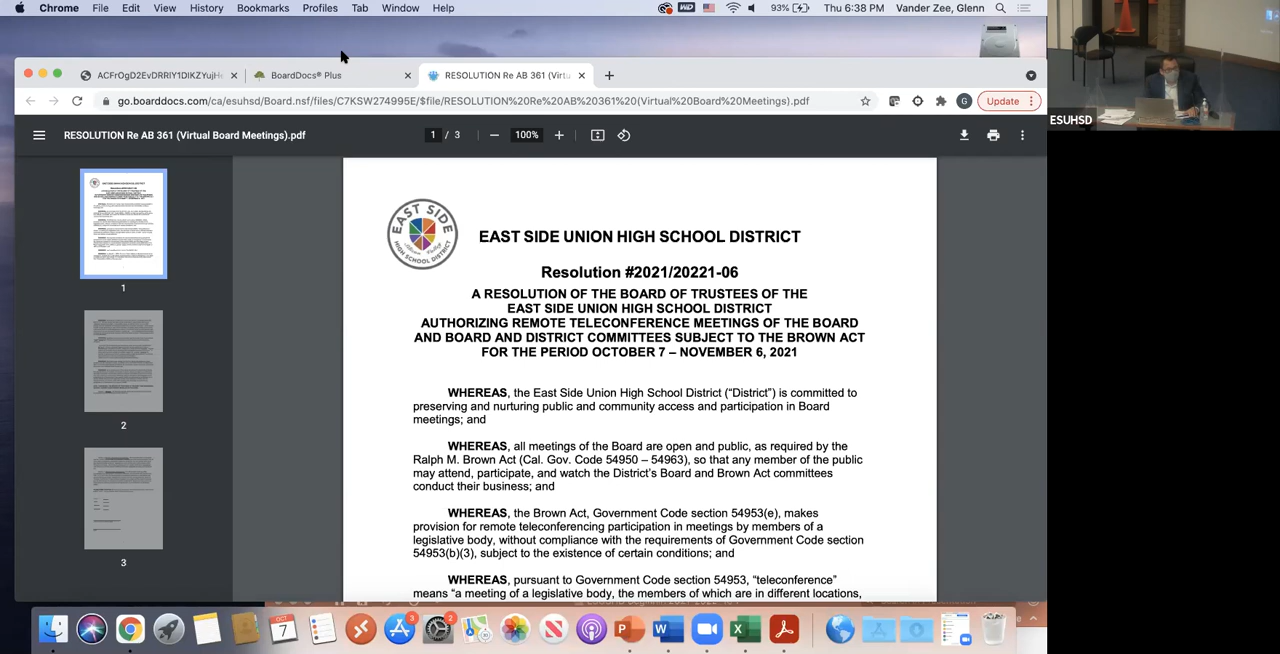 Chrome File Edit View History Bookmarks Profiles Tab Window Help 93% Thu 6:38 PM Vander Zee, Glenn
BoardDocs® Plus RESOLUTION Re AB 361 (Virtu
go.boarddocs.com/ca/esuhsd/Board.nsf/files/C7KSW274995E/$file/RESOLUTION%20Re%20AB%20361%20(Virtual%20Board%20Meetings).pdf G Update
RESOLUTION Re AB 361 (Virtual Board Meetings).pdf 1 / 3 100%
ESUHSD
1
2
3
EAST SIDE
HIGH SCHOOL DISTRICT
EAST SIDE UNION HIGH SCHOOL DISTRICT
Resolution #2021/20221-06
A RESOLUTION OF THE BOARD OF TRUSTEES OF THE
EAST SIDE UNION HIGH SCHOOL DISTRICT
AUTHORIZING REMOTE TELECONFERENCE MEETINGS OF THE BOARD
AND BOARD AND DISTRICT COMMITTEES SUBJECT TO THE BROWN ACT
FOR THE PERIOD OCTOBER 7 – NOVEMBER 6, 2021
WHEREAS, the East Side Union High School District (“District”) is committed to
preserving and nurturing public and community access and participation in Board
meetings; and
WHEREAS, all meetings of the Board are open and public, as required by the
Ralph M. Brown Act (Cal. Gov. Code 54950 – 54963), so that any member of the public
may attend, participate, and watch the District’s Board and Brown Act committees
conduct their business; and
WHEREAS, the Brown Act, Government Code section 54953(e), makes
provision for remote teleconferencing participation in meetings by members of a
legislative body, without compliance with the requirements of Government Code section
54953(b)(3), subject to the existence of certain conditions; and
WHEREAS, pursuant to Government Code section 54953, “teleconference”
means “a meeting of a legislative body, the members of which are in different locations,
OCT
7
3
2